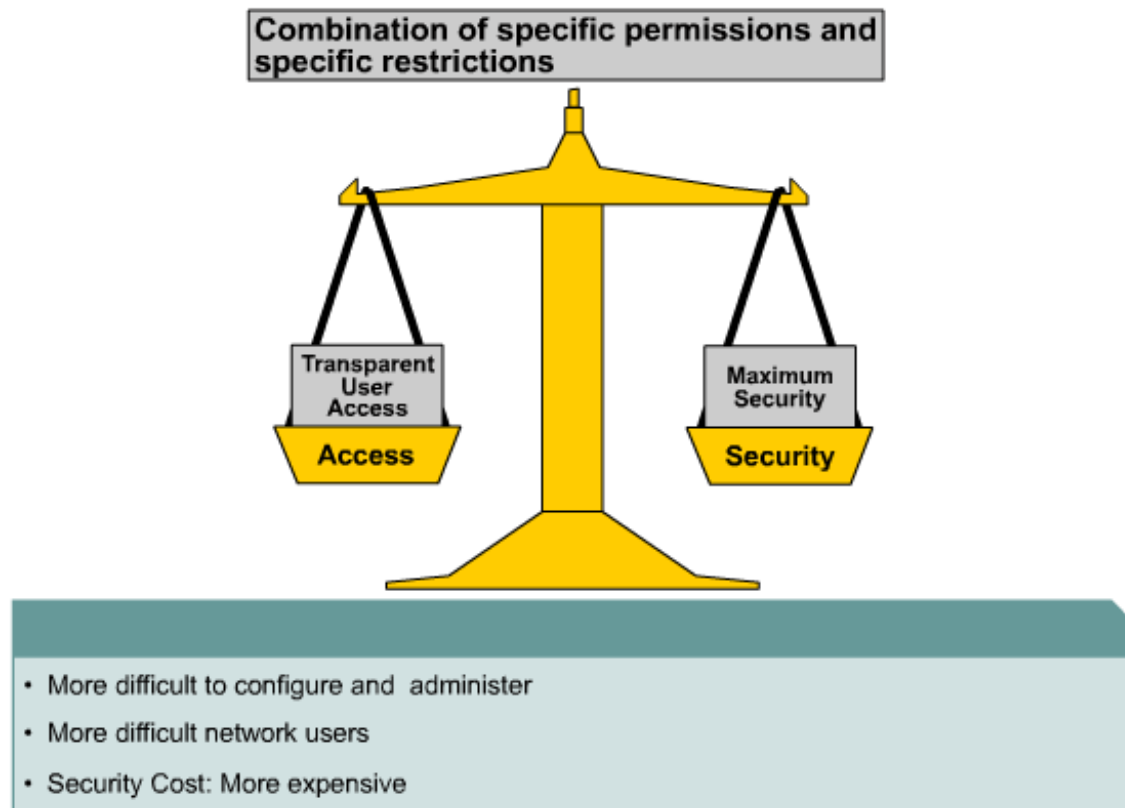 Combination of specific permissions and
specific restrictions
Transparent
User
Access
Access
Maximum
Security
Security
• More difficult to configure and administer
• More difficult network users
• Security Cost: More expensive